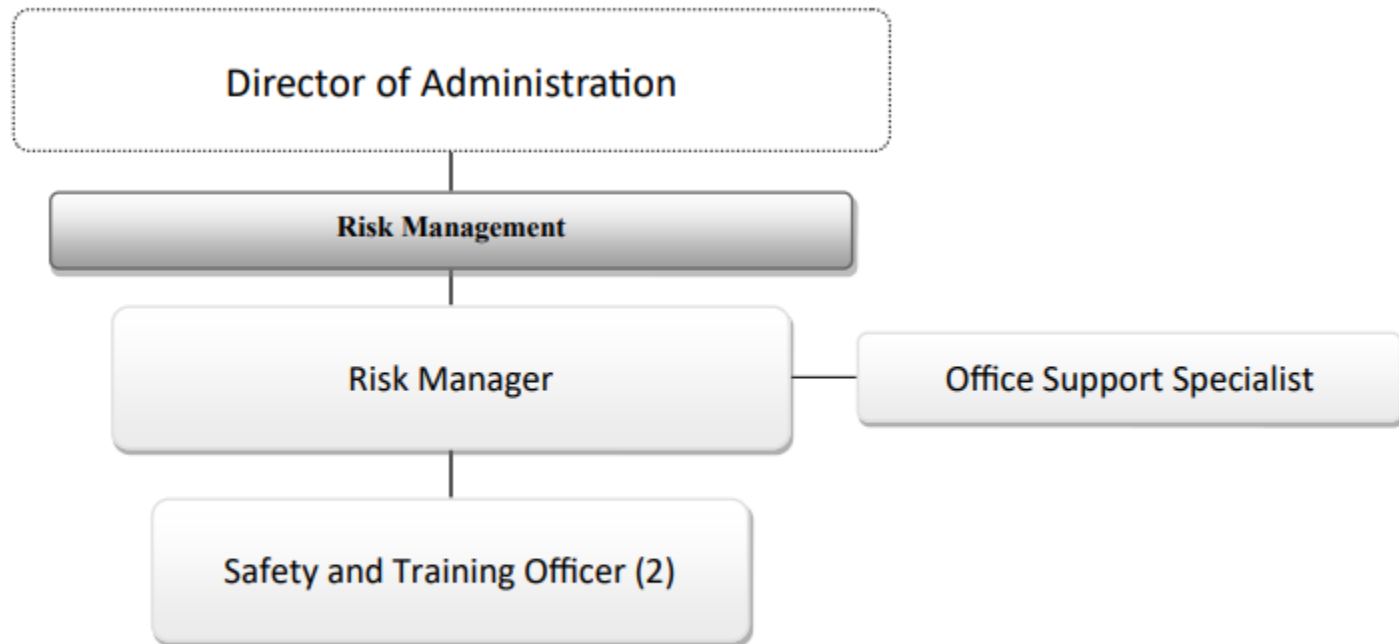 Director of Administration
Risk Management
Risk Manager
Office Support Specialist
Safety and Training Officer (2)